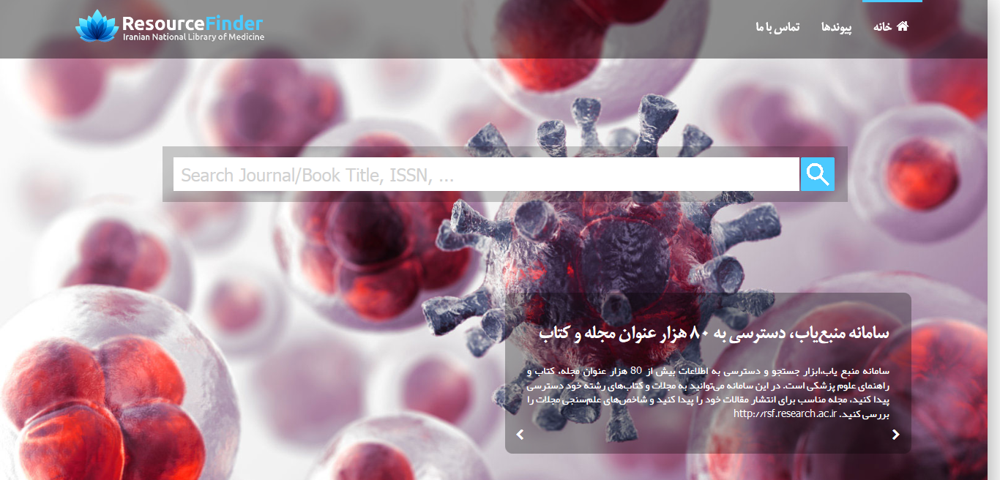 ResourceFinder
Iranian National Library of Medicine
خانه
پیوندها
تماس با ما
Search Journal/Book Title, ISSN, ...
سامانه منبع‌یاب، دسترسی به ۸۰ هزار عنوان مجله و کتاب
سامانه منبع یاب،ابزار جستجو و دسترسی به اطلاعات بیش از 80 هزار عنوان مجله، کتاب و
راهنمای علوم پزشکی است. در این سامانه می‌توانید به مجلات و کتاب‌های رشته خود دسترسی
پیدا کنید، مجله مناسب برای انتشار مقالات خود را پیدا کنید و شاخص‌های علم‌سنجی مجلات را
بررسی کنید. http://rsf.research.ac.ir